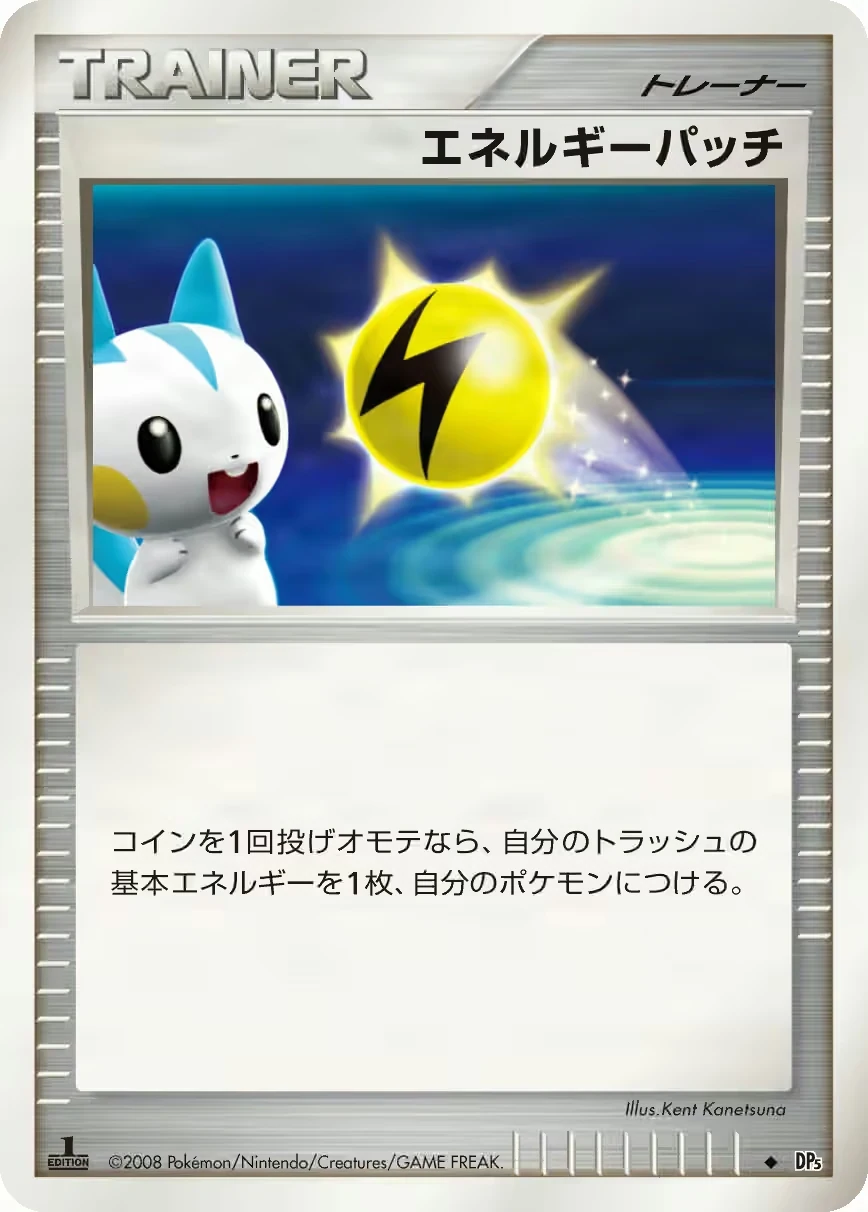 TRAINER
トレーナー
エネルギーパッチ
コインを1回投げオモテなら、自分のトラッシュの
基本エネルギーを1枚、自分のポケモンにつける。
Illus.Kent Kanetsuna
1
EDITION
©2008 Pokémon/Nintendo/Creatures/GAME FREAK.
◆ DP5